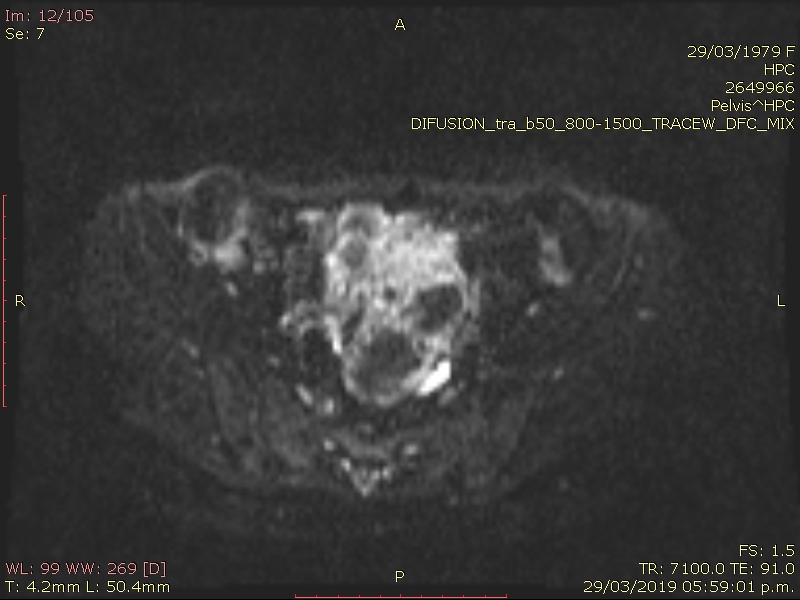 Im: 12/105
Se: 7
A
29/03/1979 F
HPC
2649966
Pelvis^HPC
DIFUSION_tra_b50_800-1500_TRACEW_DFC_MIX
R
L
WL: 99 WW: 269 [D]
T: 4.2mm L: 50.4mm
P
FS: 1.5
TR: 7100.0 TE: 91.0
29/03/2019 05:59:01 p.m.